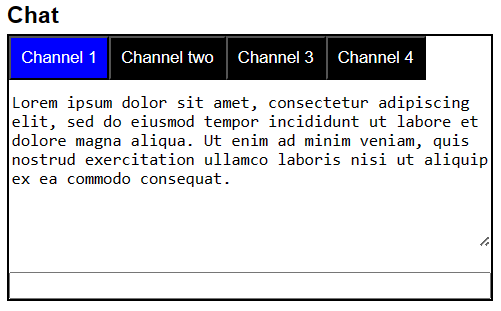 Chat
Channel 1 Channel two Channel 3 Channel 4
Lorem ipsum dolor sit amet, consectetur adipiscing
elit, sed do eiusmod tempor incididunt ut labore et
dolore magna aliqua. Ut enim ad minim veniam, quis
nostrud exercitation ullamco laboris nisi ut aliquip
ex ea commodo consequat.